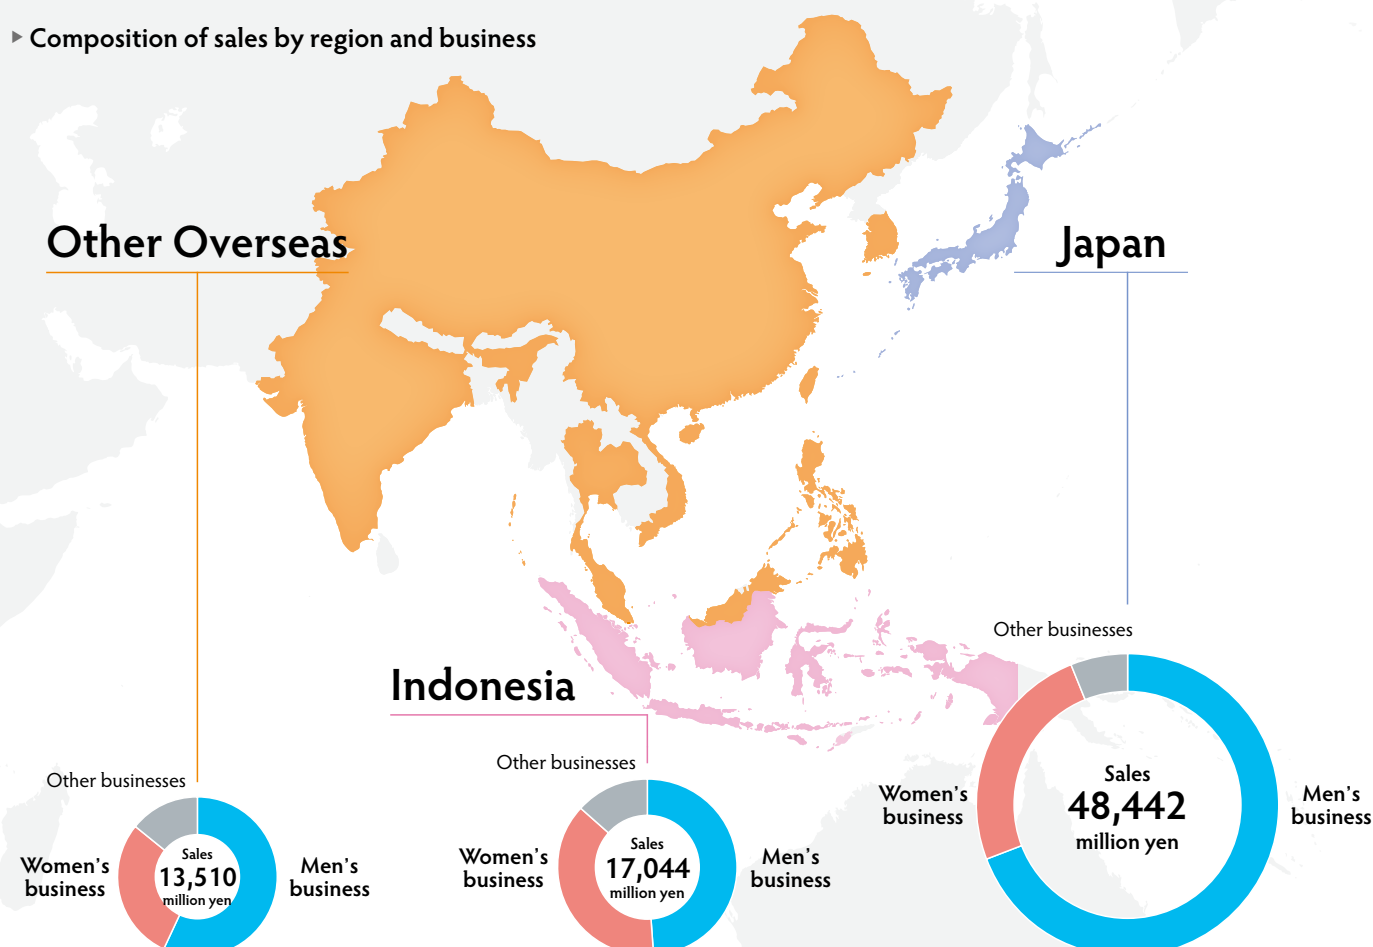 Composition of sales by region and business
Other Overseas
Japan
Indonesia
Other businesses
Women's
business
Sales
13,510
million yen
Men's
business
Other businesses
Women's
business
Sales
17,044
million yen
Men's
business
Other businesses
Women's
business
Sales
48,442
million yen
Men's
business